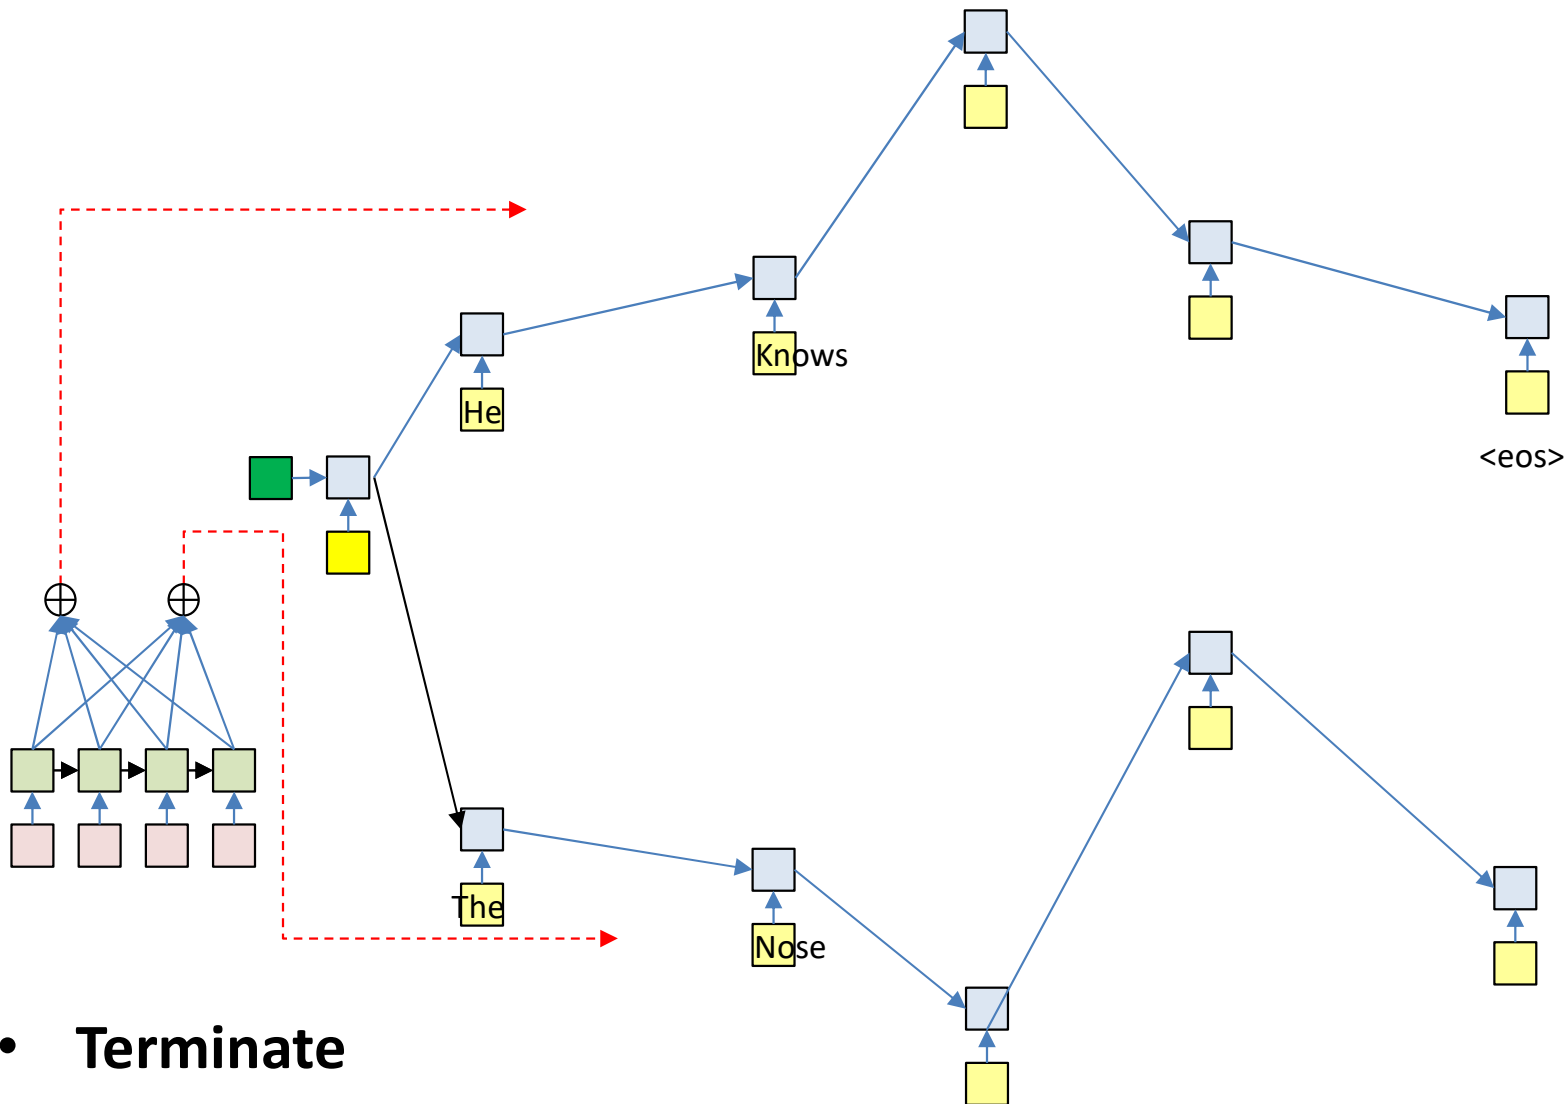 Knows
He
<eos>
The
Nose
• Terminate